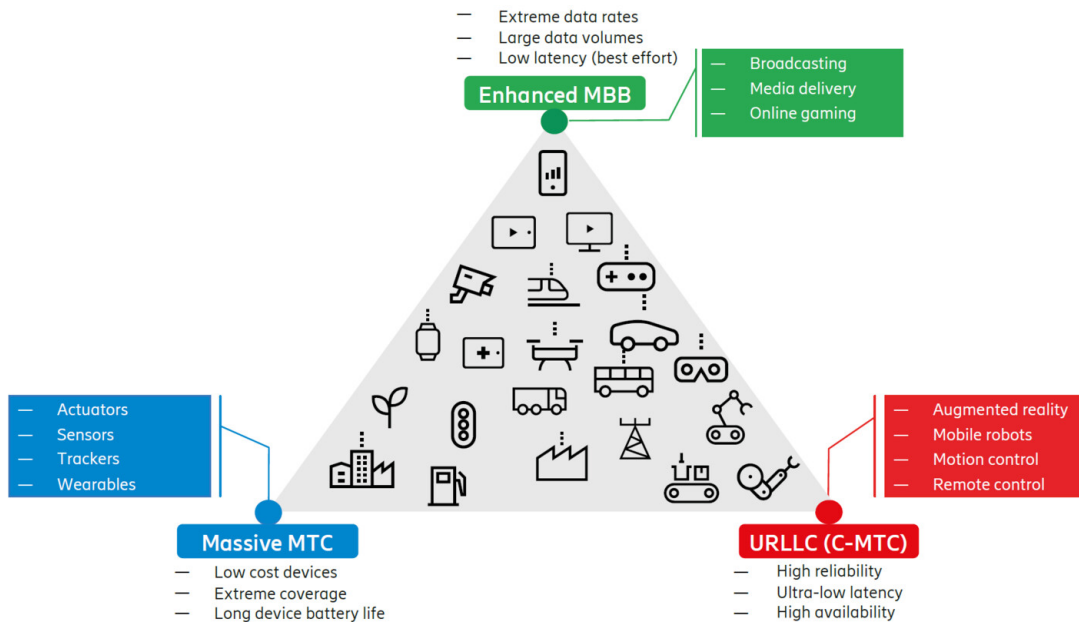 — Extreme data rates
— Large data volumes
— Low latency (best effort)
Enhanced MBB
— Broadcasting
— Media delivery
— Online gaming
— Actuators
— Sensors
— Trackers
— Wearables
Massive MTC
— Low cost devices
— Extreme coverage
— Long device battery life
— Augmented reality
— Mobile robots
— Motion control
— Remote control
URLLC (C-MTC)
— High reliability
— Ultra-low latency
— High availability